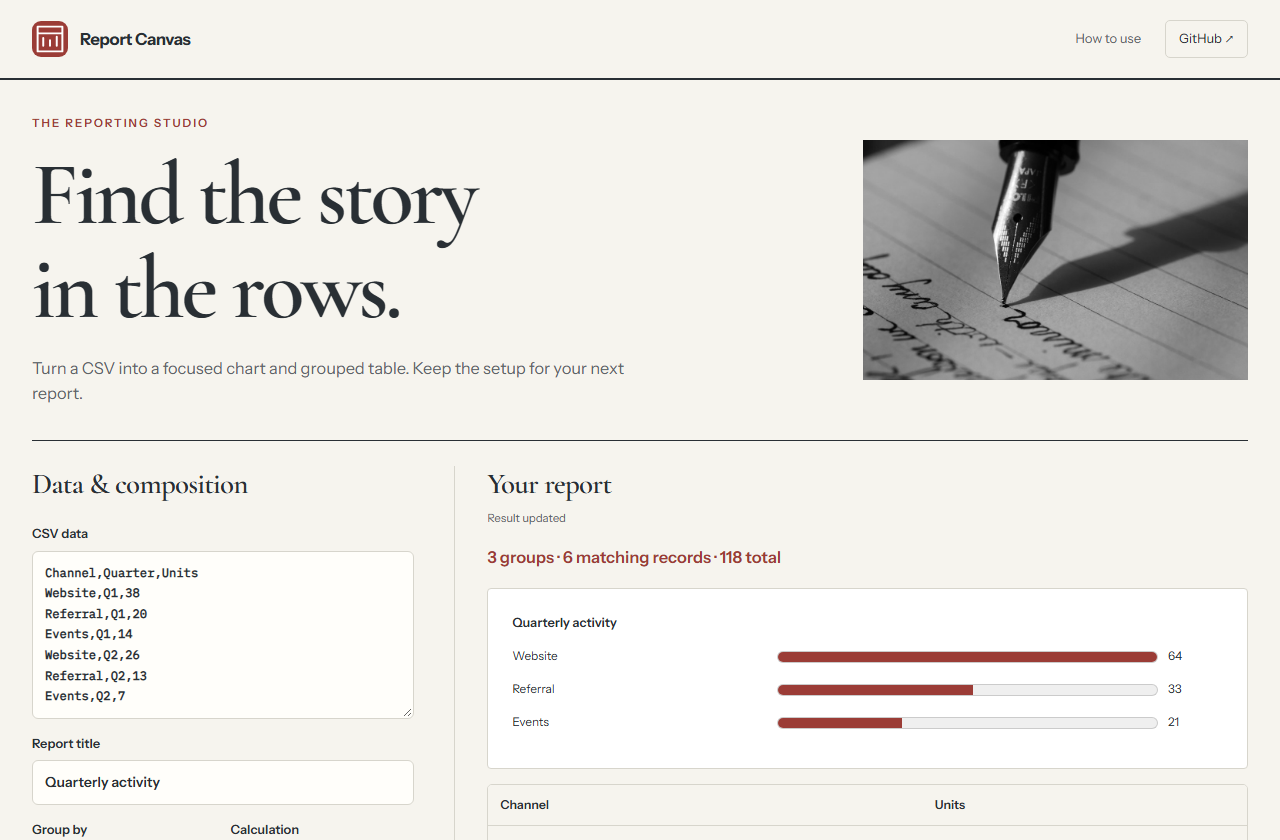 Report Canvas
How to use
GitHub ↗
THE REPORTING STUDIO
Find the story
in the rows.
Turn a CSV into a focused chart and grouped table. Keep the setup for your next
report.
Data & composition
CSV data
Channel,Quarter,Units
Website,Q1,38
Referral,Q1,20
Events,Q1,14
Website,Q2,26
Referral,Q2,13
Events,Q2,7
Report title
Quarterly activity
Group by
Calculation
Your report
Result updated
3 groups · 6 matching records · 118 total
Quarterly activity
Website 64
Referral 33
Events 21
Channel Units